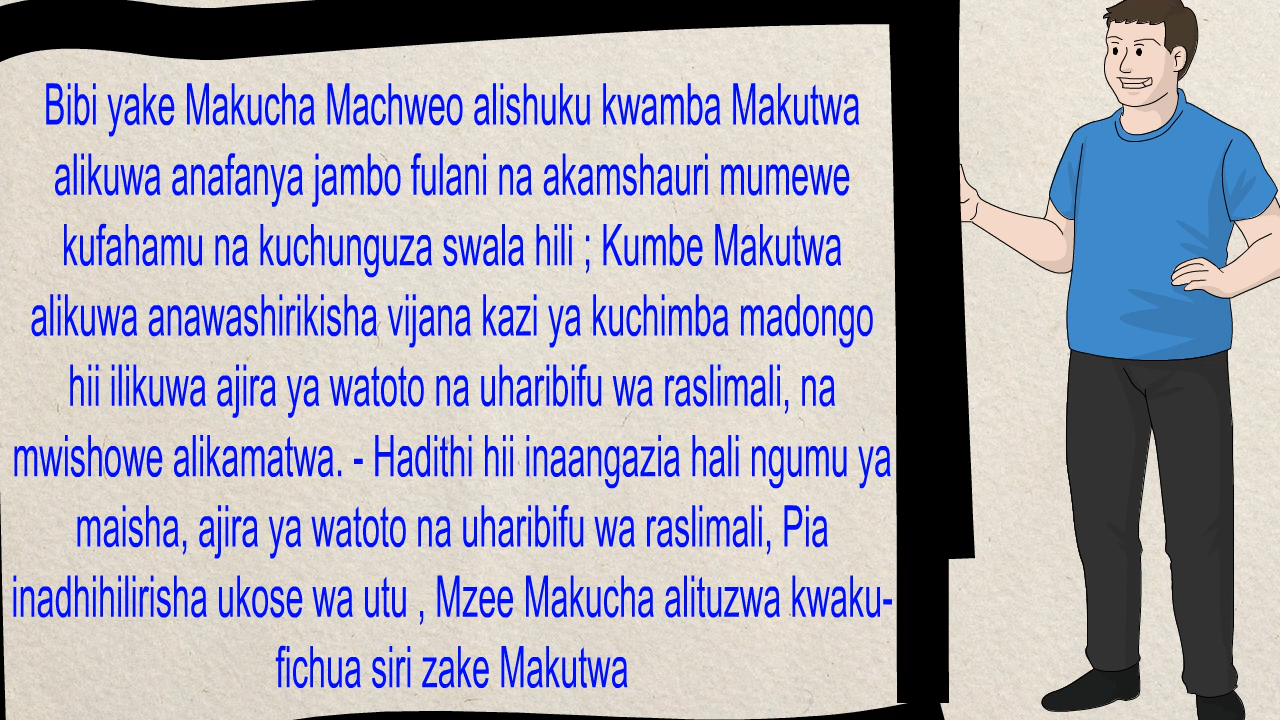 Bibi yake Makucha Machweo alishuku kwamba Makutwa
alikuwa anafanya jambo fulani na akamshauri mumewe
kufahamu na kuchunguza swala hili ; Kumbe Makutwa
alikuwa anawashirikisha vijana kazi ya kuchimba madongo
hii ilikuwa ajira ya watoto na uharibifu wa raslimali, na
mwishowe alikamatwa. - Hadithi hii inaangazia hali ngumu ya
maisha, ajira ya watoto na uharibifu wa raslimali, Pia
inadhihilirisha ukose wa utu , Mzee Makucha alituzwa kwaku-
fichua siri zake Makutwa